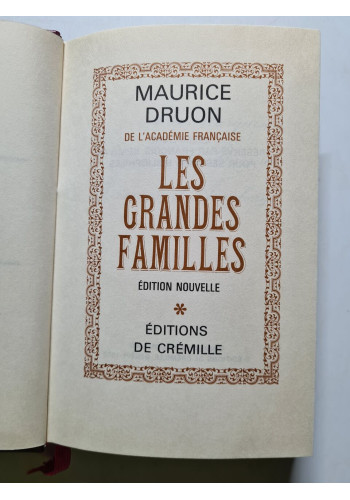 MAURICE
DRUON
DE L'ACADÉMIE FRANÇAISE
LES
GRANDES
FAMILLES
ÉDITION NOUVELLE
*
ÉDITIONS
DE CRÉMILLE